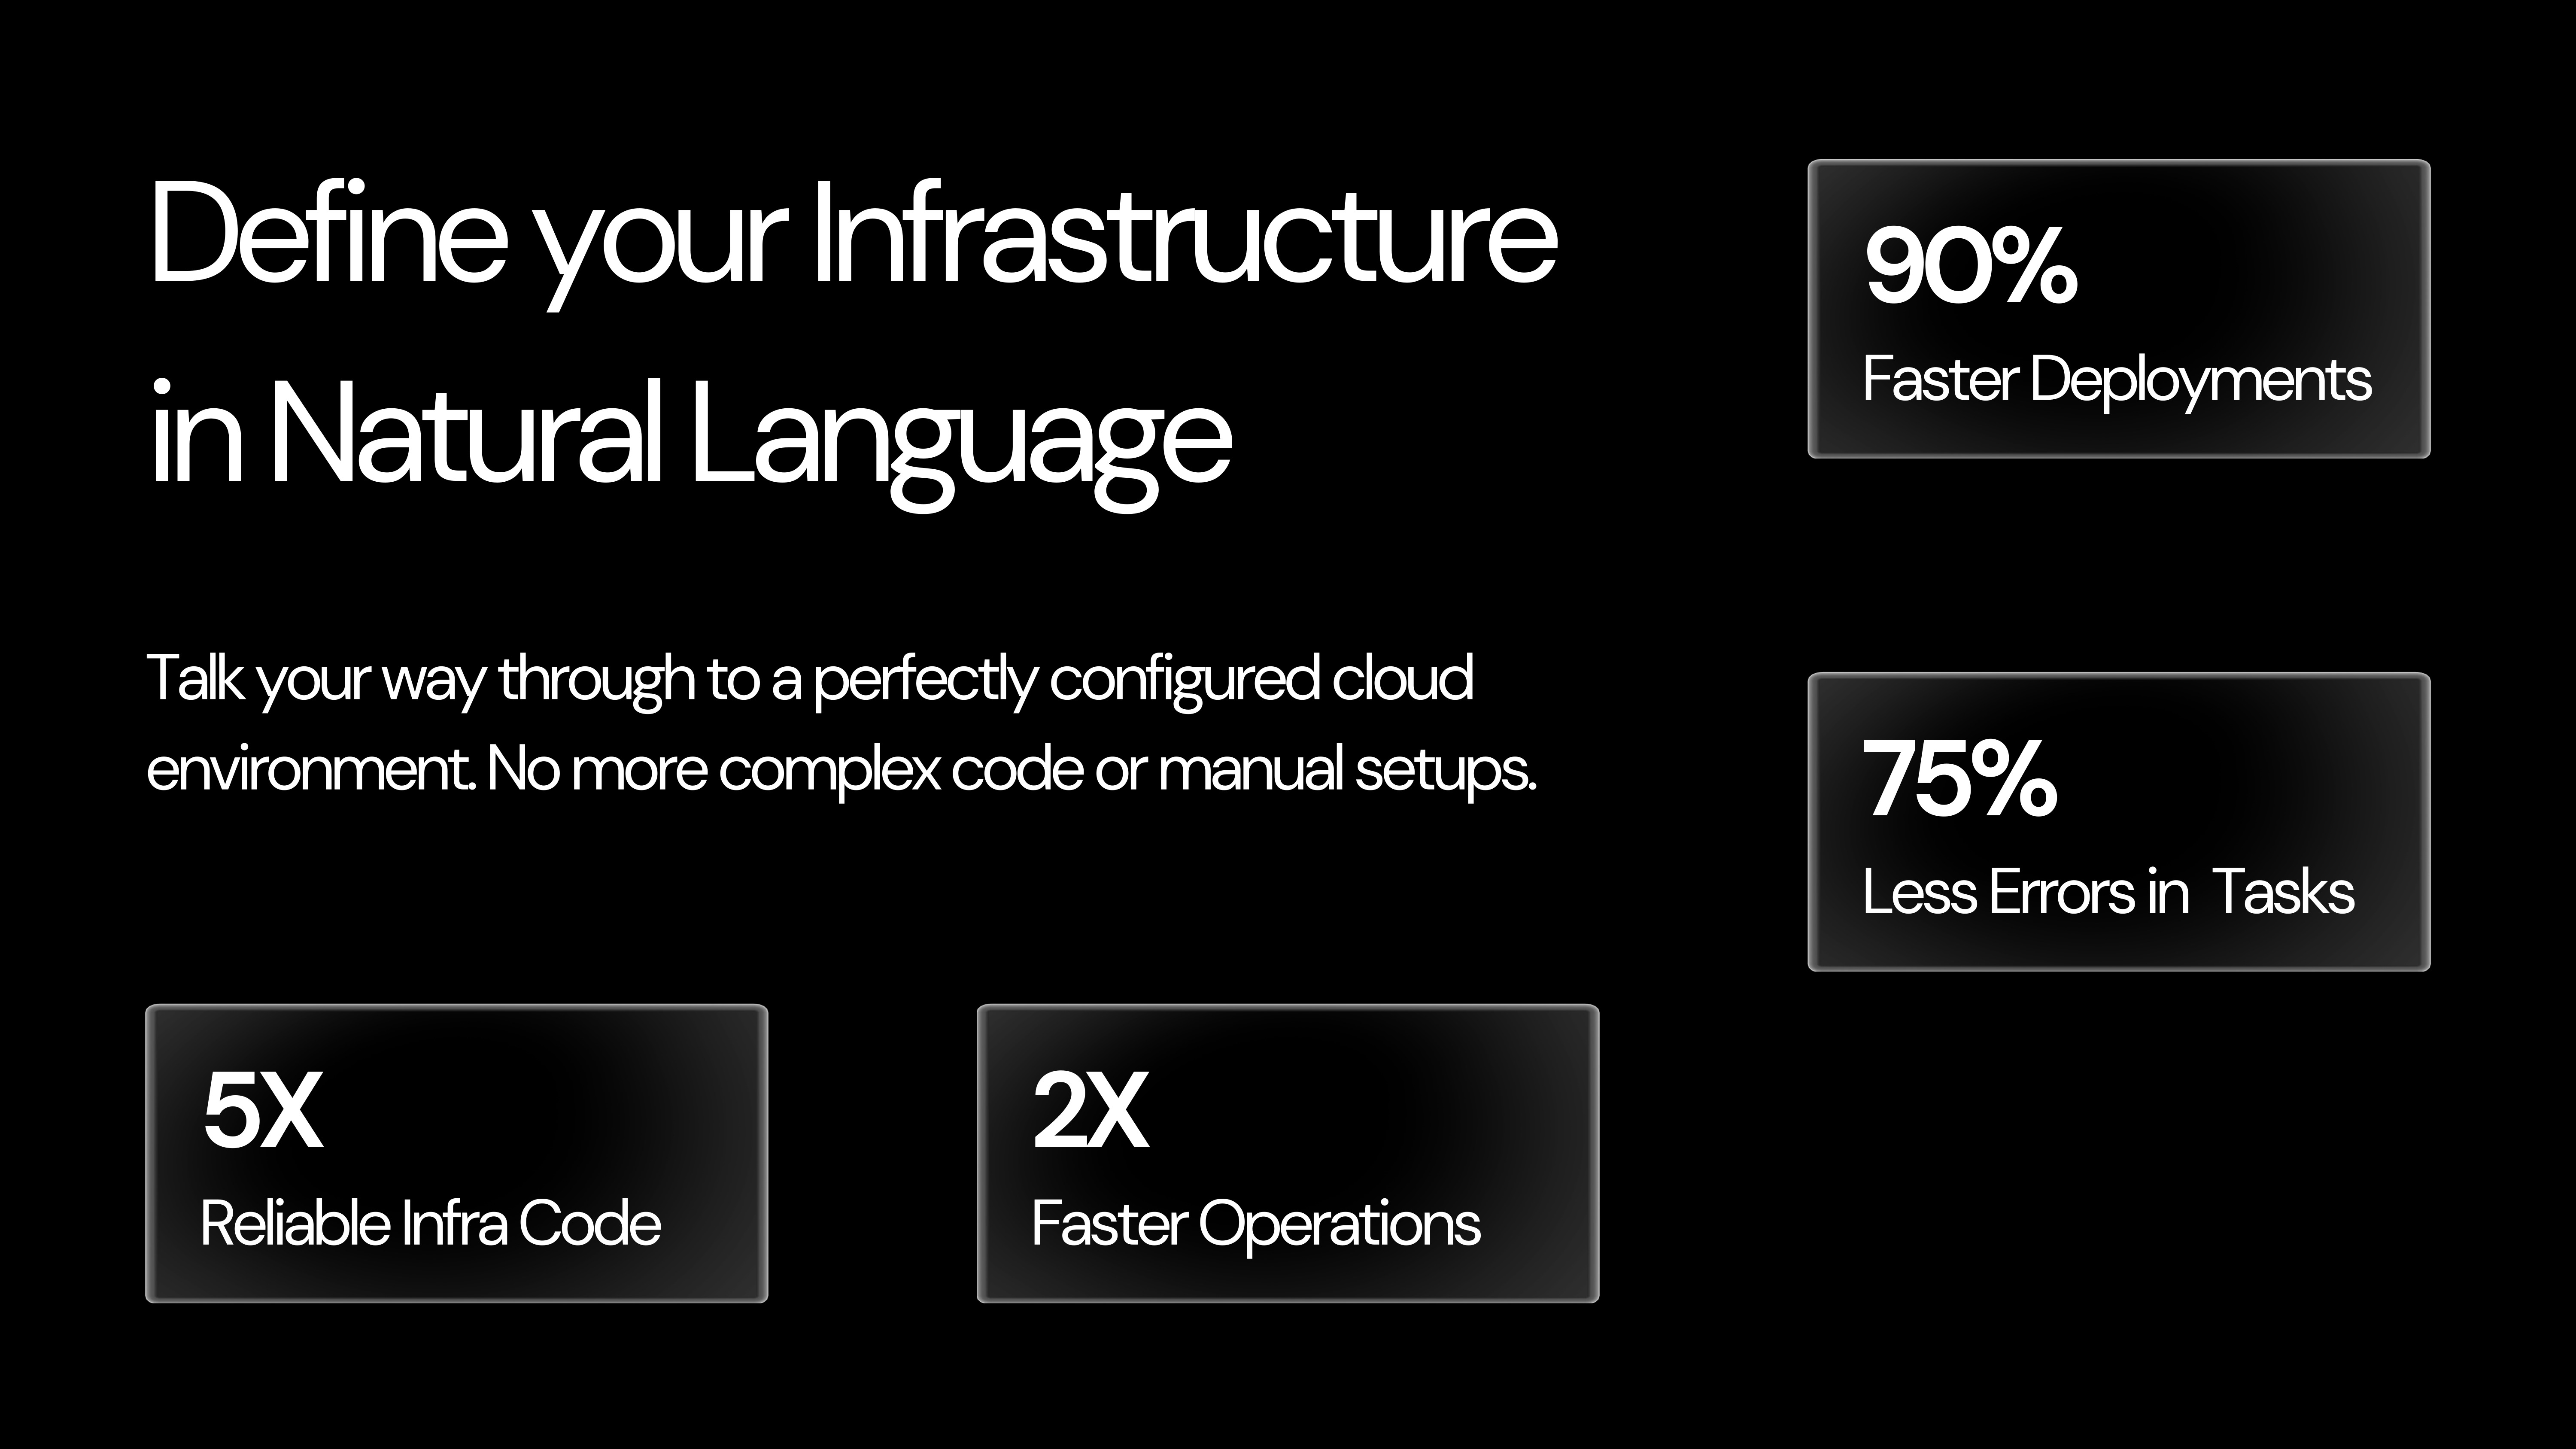 Define your Infrastructure
in Natural Language
Talk your way through to a perfectly configured cloud
environment. No more complex code or manual setups.
90%
Faster Deployments
75%
Less Errors in  Tasks
5X
Reliable Infra Code
2X
Faster Operations